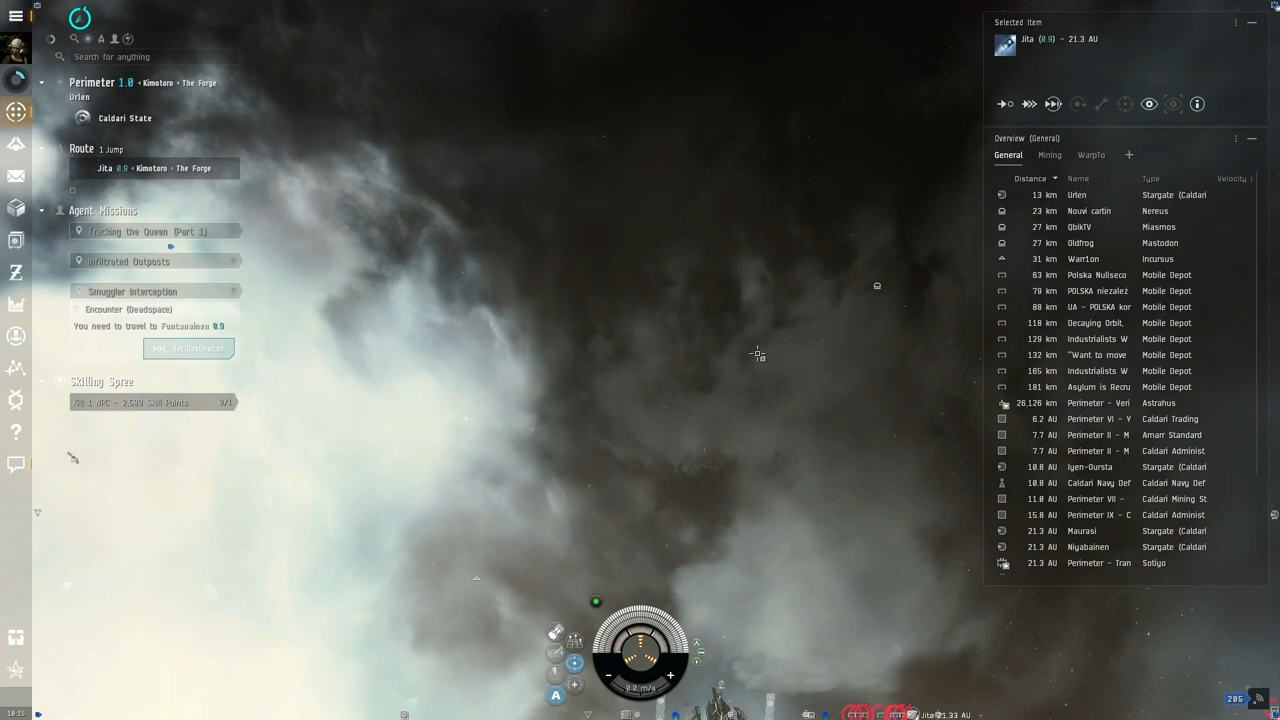 Search for anything
Perimeter 1.0 ‹ Kimotoro ‹ The Forge
Urlen
Caldari State
Route 1 Jump
Jita 0.9 ‹ Kimotoro ‹ The Forge
Agent Missions
Tracking the Queen (Part 1)
Infiltrated Outposts
Smuggler Interception
Encounter (Deadspace)
You need to travel to Funtanainen 0.9
Set Destination
Skilling Spree
Kill 1 NPC - 2,500 Skill Points 0/1
10:15
Selected Item
Jita (0.9) - 21.3 AU
Overview (General)
General Mining WarpTo +
Distance Name Type Velocity
13 km Urlen Stargate (Caldari
23 km Nouvi cartin Nereus
27 km QbikTV Miasmos
27 km Oldfrog Mastodon
31 km Warr1on Incursus
63 km Polska Nullseco Mobile Depot
79 km POLSKA niezależ Mobile Depot
88 km UA - POLSKA kor Mobile Depot
118 km Decaying Orbit, Mobile Depot
129 km Industrialists W Mobile Depot
132 km "Want to move Mobile Depot
165 km Industrialists W Mobile Depot
181 km Asylum is Recru Mobile Depot
26,126 km Perimeter - Veri Astrahus
6.2 AU Perimeter VI - Y Caldari Trading
7.7 AU Perimeter II - M Amarr Standard
7.7 AU Perimeter II - M Caldari Administ
10.8 AU Iyen-Oursta Stargate (Caldari
10.8 AU Caldari Navy Def Caldari Navy Def
11.0 AU Perimeter VII - Caldari Mining St
15.8 AU Perimeter IX - C Caldari Administ
21.3 AU Maurasi Stargate (Caldari
21.3 AU Niyabainen Stargate (Caldari
21.3 AU Perimeter - Tran Sotiyo
0.0 m/s
A
Jita 21.33 AU
205